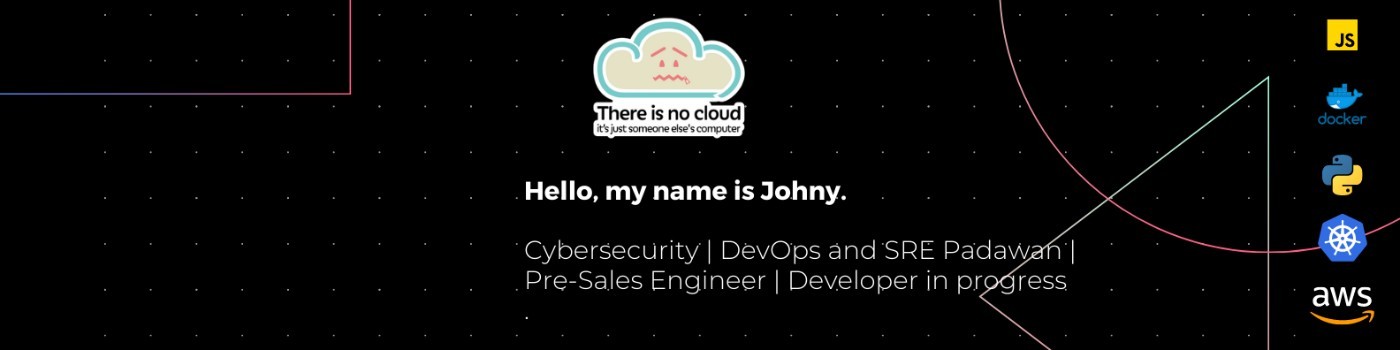 There is no cloud
it's just someone else's computer
Hello, my name is Johny.
Cybersecurity | DevOps and SRE Padawan |
Pre-Sales Engineer | Developer in progress
.
JS
docker
aws